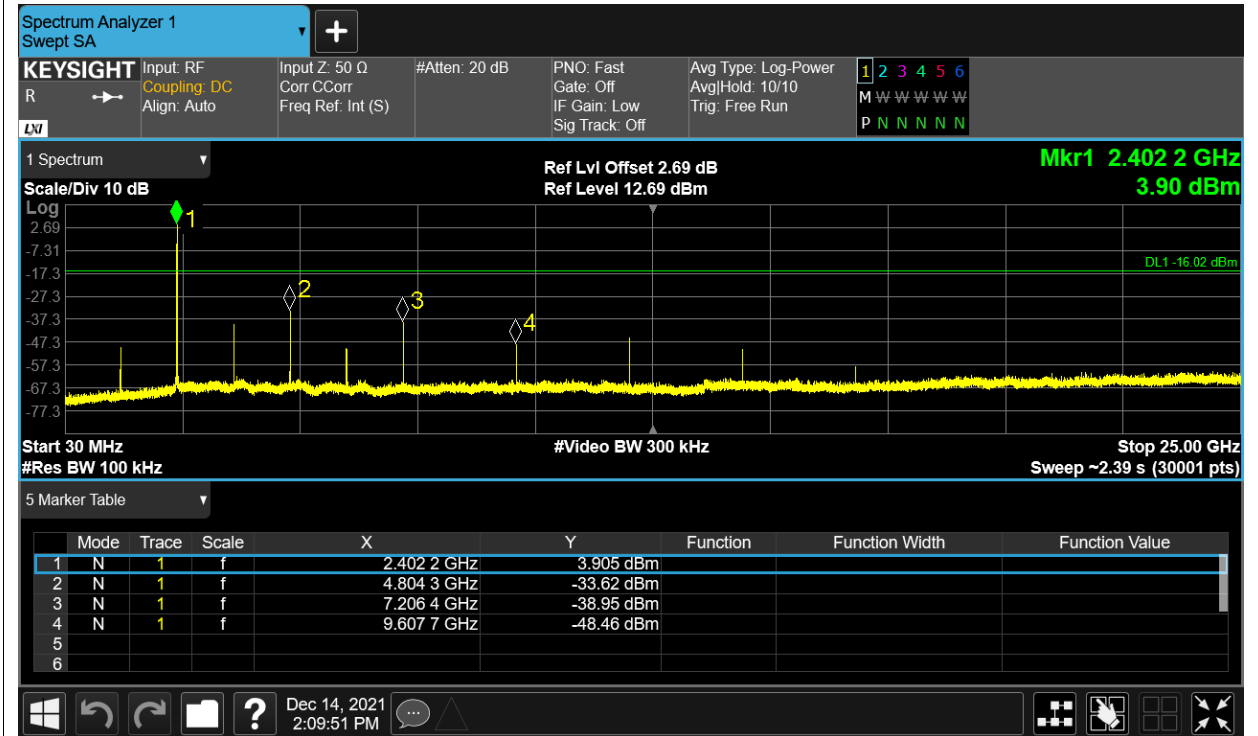 Spectrum Analyzer 1
Swept SA
+
KEYSIGHT Input: RF Input Z: 50 Ω #Atten: 20 dB PNO: Fast Avg Type: Log-Power 1 2 3 4 5 6
R Coupling: DC Corr CCorr Gate: Off Avg|Hold: 10/10 M W W W W W W
Align: Auto Freq Ref: Int (S) IF Gain: Low Trig: Free Run
LXI Sig Track: Off P N N N N N N
1 Spectrum Ref Lvl Offset 2.69 dB Mkr1 2.402 2 GHz
Scale/Div 10 dB Ref Level 12.69 dBm 3.90 dBm
Log
1
2.69
-7.31
DL1 -16.02 dBm
-17.3
2
-27.3
3
-37.3
4
-47.3
-57.3
-67.3
-77.3
Start 30 MHz #Video BW 300 kHz Stop 25.00 GHz
#Res BW 100 kHz Sweep ~2.39 s (30001 pts)
5 Marker Table
Mode Trace Scale X Y Function Function Width Function Value
1 N 1 f 2.402 2 GHz 3.905 dBm
2 N 1 f 4.804 3 GHz -33.62 dBm
3 N 1 f 7.206 4 GHz -38.95 dBm
4 N 1 f 9.607 7 GHz -48.46 dBm
5
6
? Dec 14, 2021
2:09:51 PM